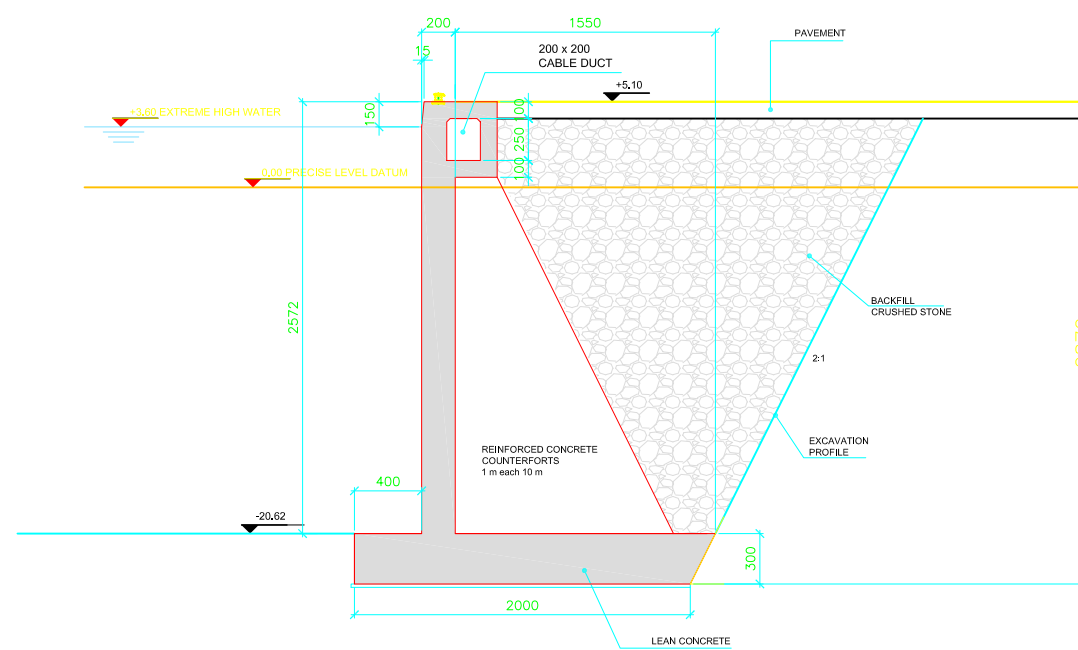 200
1550
PAVEMENT
15
200 x 200
CABLE DUCT
+5.10
150
100
+3,60 EXTREME HIGH WATER
250
100
0,00 PRECISE LEVEL DATUM
BACKFILL
CRUSHED STONE
2572
2:1
EXCAVATION
PROFILE
REINFORCED CONCRETE
COUNTERFORTS
1 m each 10 m
400
-20.62
300
2000
LEAN CONCRETE